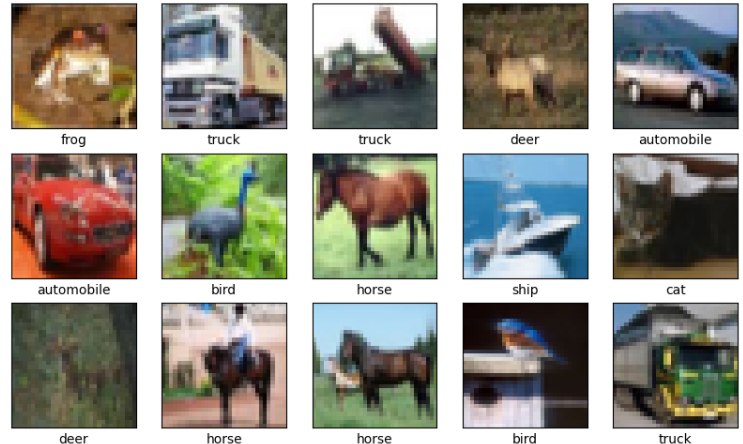 frog
truck
truck
deer
automobile
automobile
bird
horse
ship
cat
deer
horse
horse
bird
truck